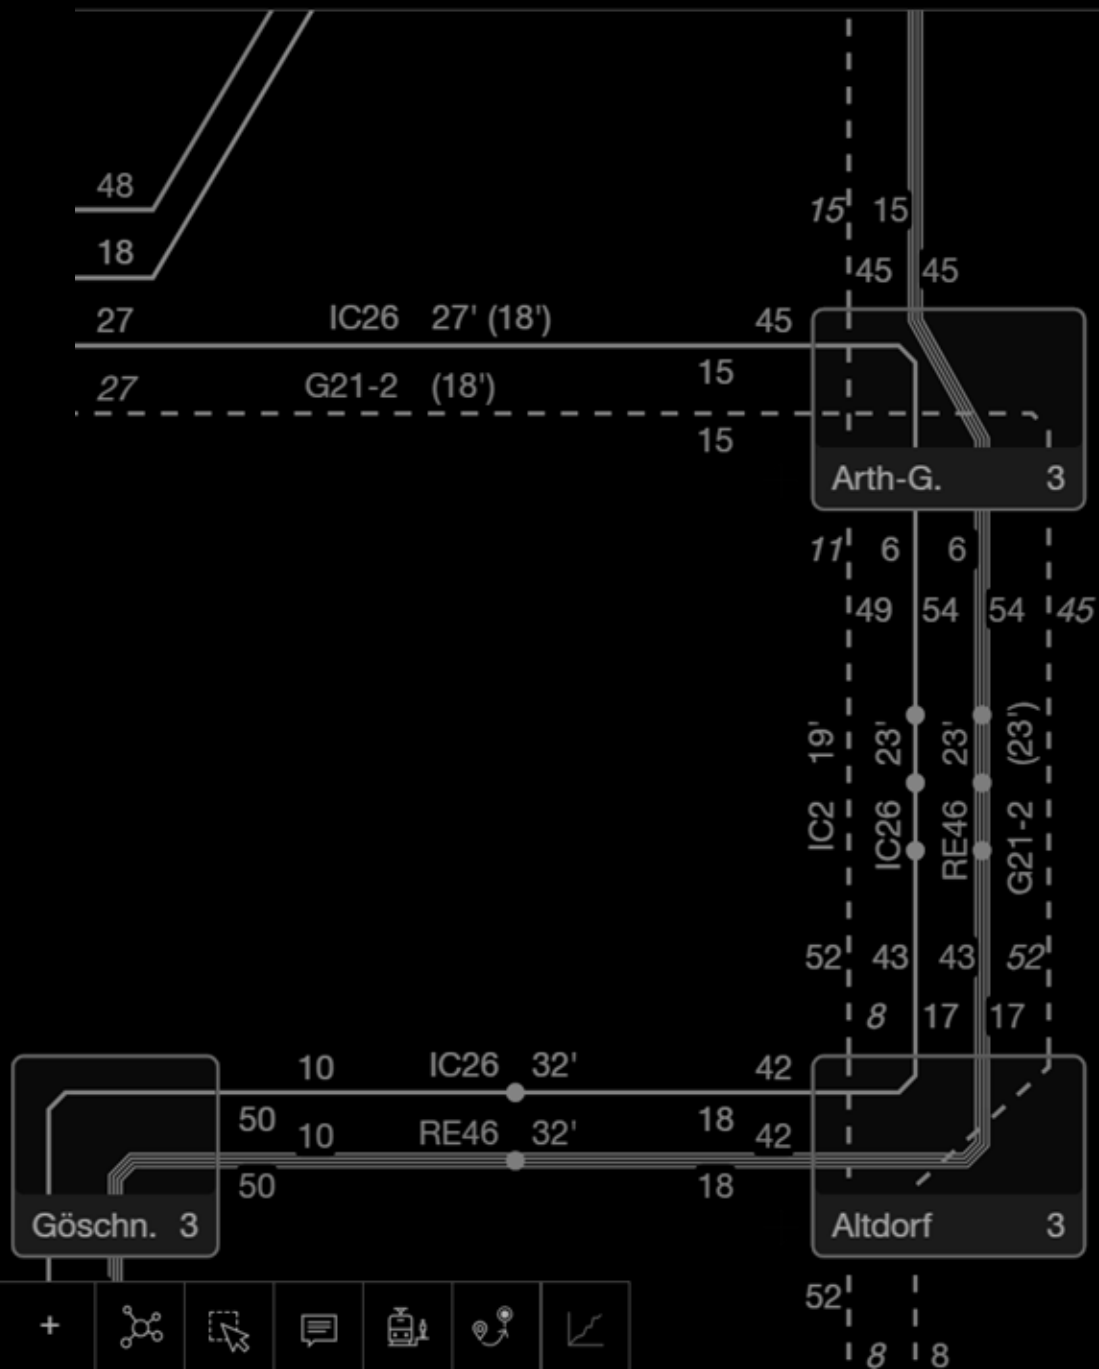 48
18
15 15
45 45
27 IC26 27' (18') 45
15
27 G21-2 (18')
15
Arth-G. 3
11 6 6
49 54 54 45
IC2 19'
IC26 23'
RE46 23'
G21-2 (23')
52 43 43 52
8 17 17
10 IC26 32' 42
50 18
10 RE46 32' 42
50 18
Göschn. 3
Altdorf 3
52
8 8